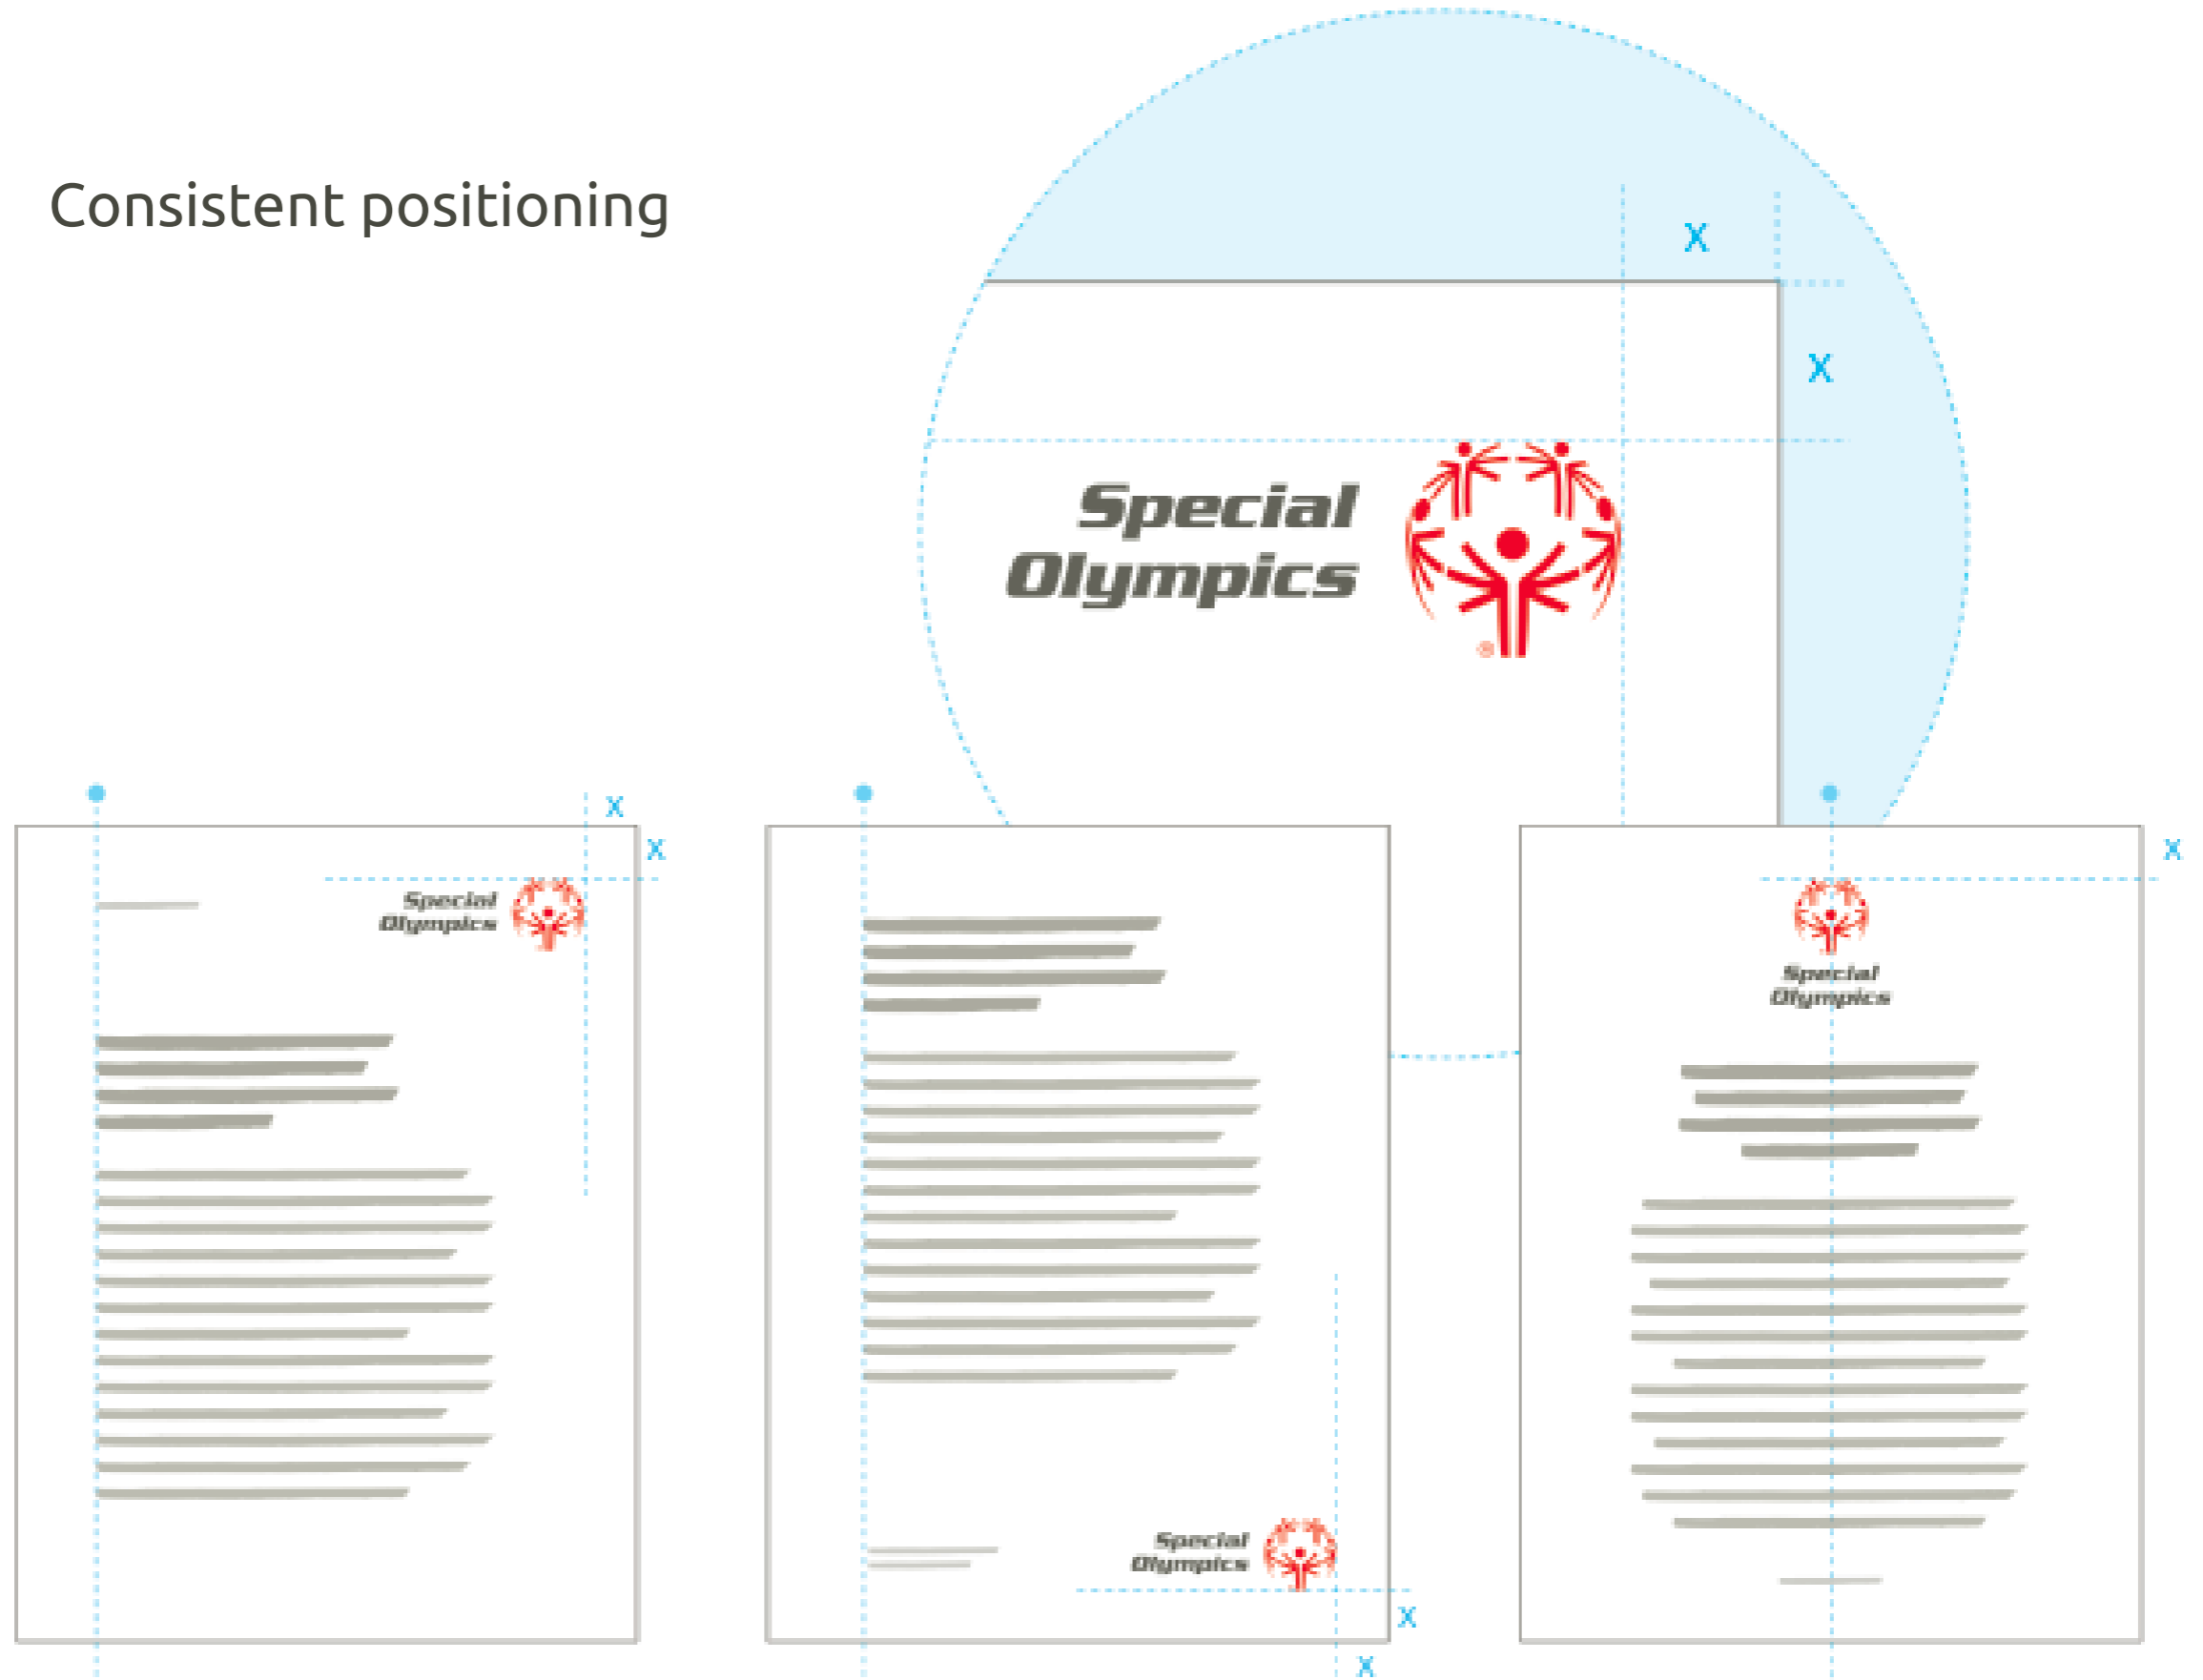 Consistent positioning
x
x
Special
Olympics
®
x
x
Special
Olympics
x
Special
Olympics
Special
Olympics
x
x